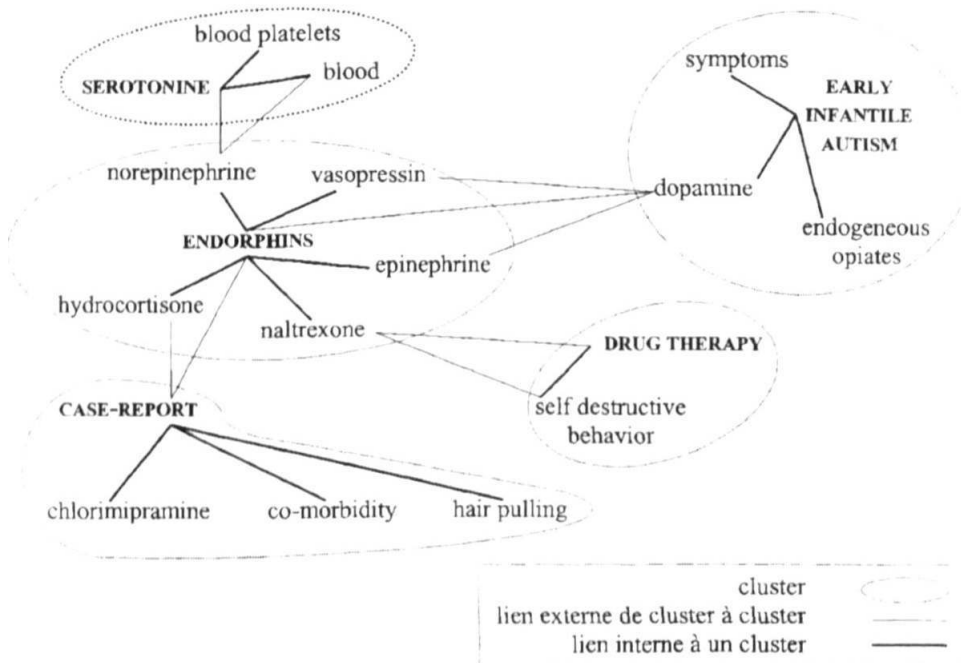 blood platelets
blood
SEROTONINE
symptoms
EARLY
INFANTILE
AUTISM
norepinephrine
vasopressin
dopamine
ENDORPHINS
endogeneous
opiates
epinephrine
hydrocortisone
naltrexone
DRUG THERAPY
CASE-REPORT
self destructive
behavior
chlorimipramine
co-morbidity
hair pulling
cluster
lien externe de cluster à cluster
lien interne à un cluster